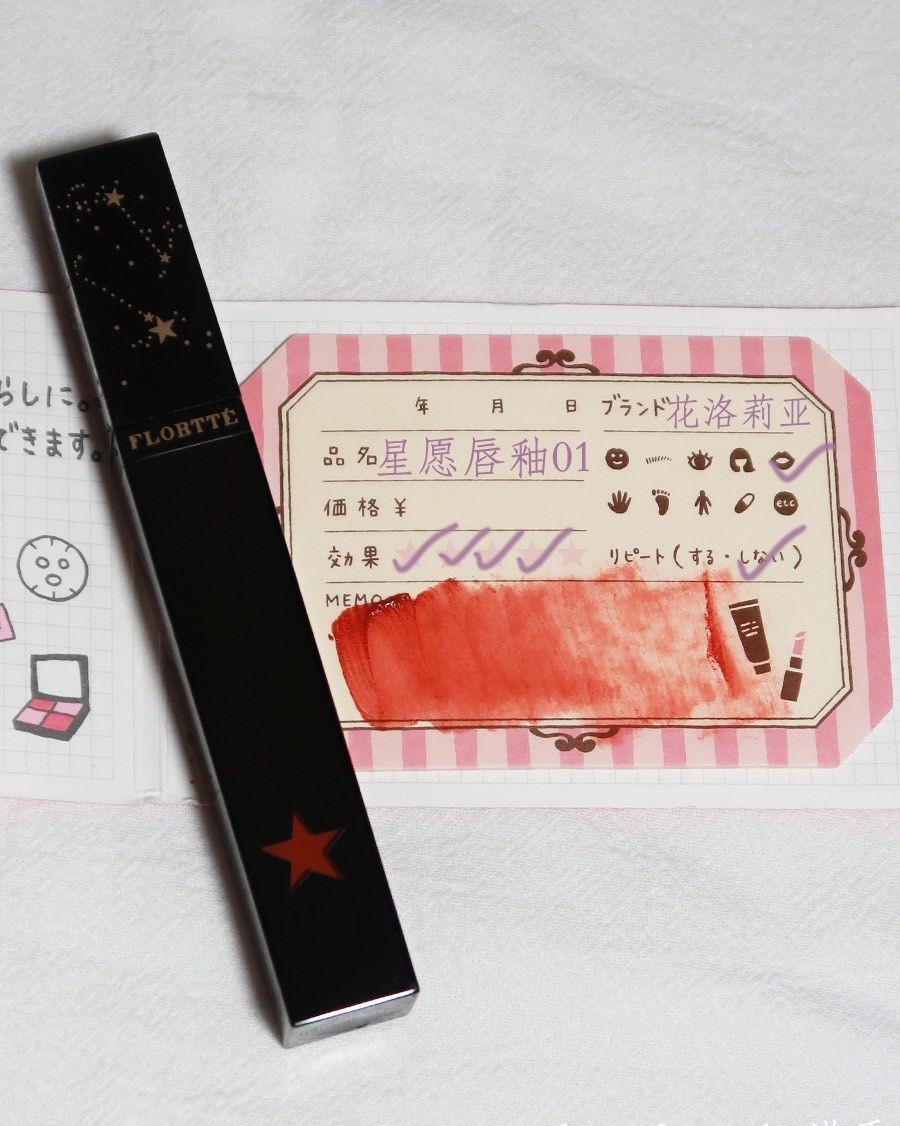 FLORTTÉ
らしに。
できます。
年 月 日
ブランド花洛莉亚
品名星愿唇釉01
価格¥
効果
リピート(する・しない)
etc
MEMO